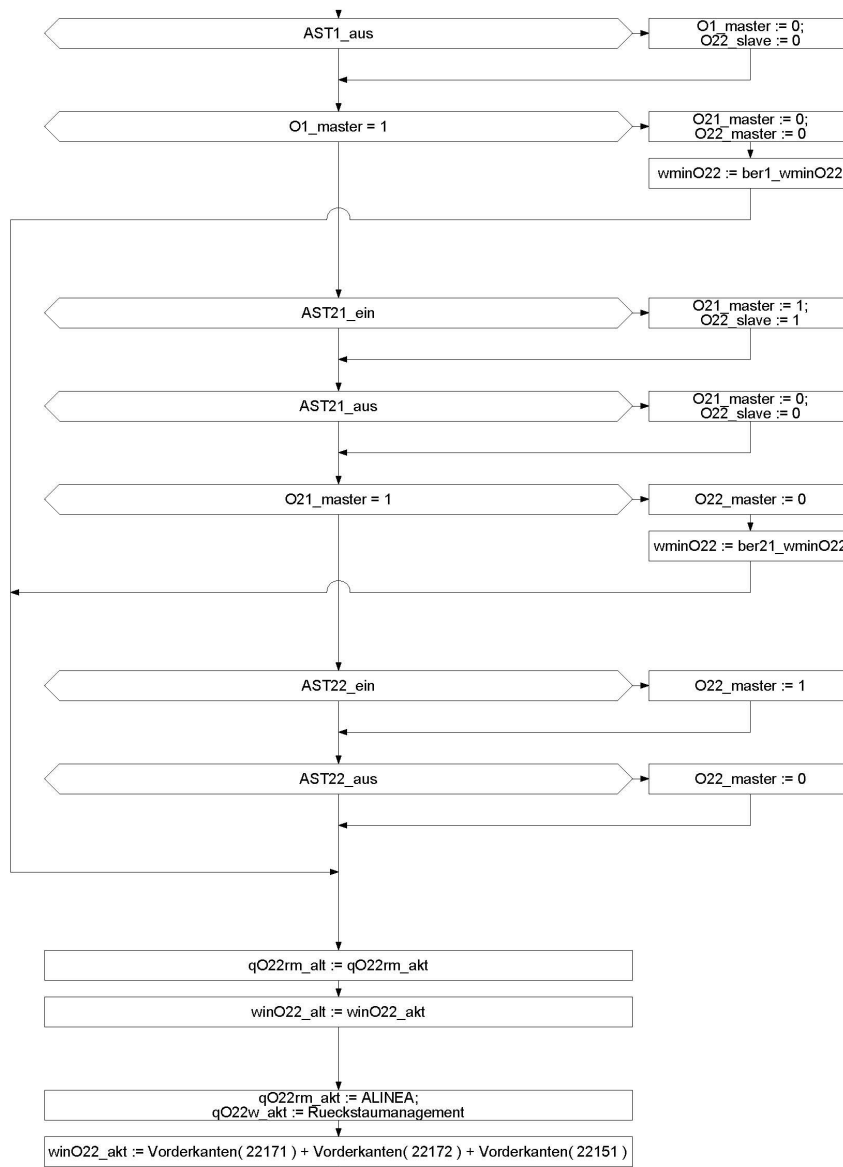 AST1_aus
O1_master := 0;
O22_slave := 0
O1_master = 1
O21_master := 0;
O22_master := 0
wminO22 := ber1_wminO22
AST21_ein
O21_master := 1;
O22_slave := 1
AST21_aus
O21_master := 0;
O22_slave := 0
O21_master = 1
O22_master := 0
wminO22 := ber21_wminO22
AST22_ein
O22_master := 1
AST22_aus
O22_master := 0
qO22rm_alt := qO22rm_akt
winO22_alt := winO22_akt
qO22rm_akt := ALINEA;
qO22w_akt := Rueckstaumanagement
winO22_akt := Vorderkanten( 22171 ) + Vorderkanten( 22172 ) + Vorderkanten( 22151 )